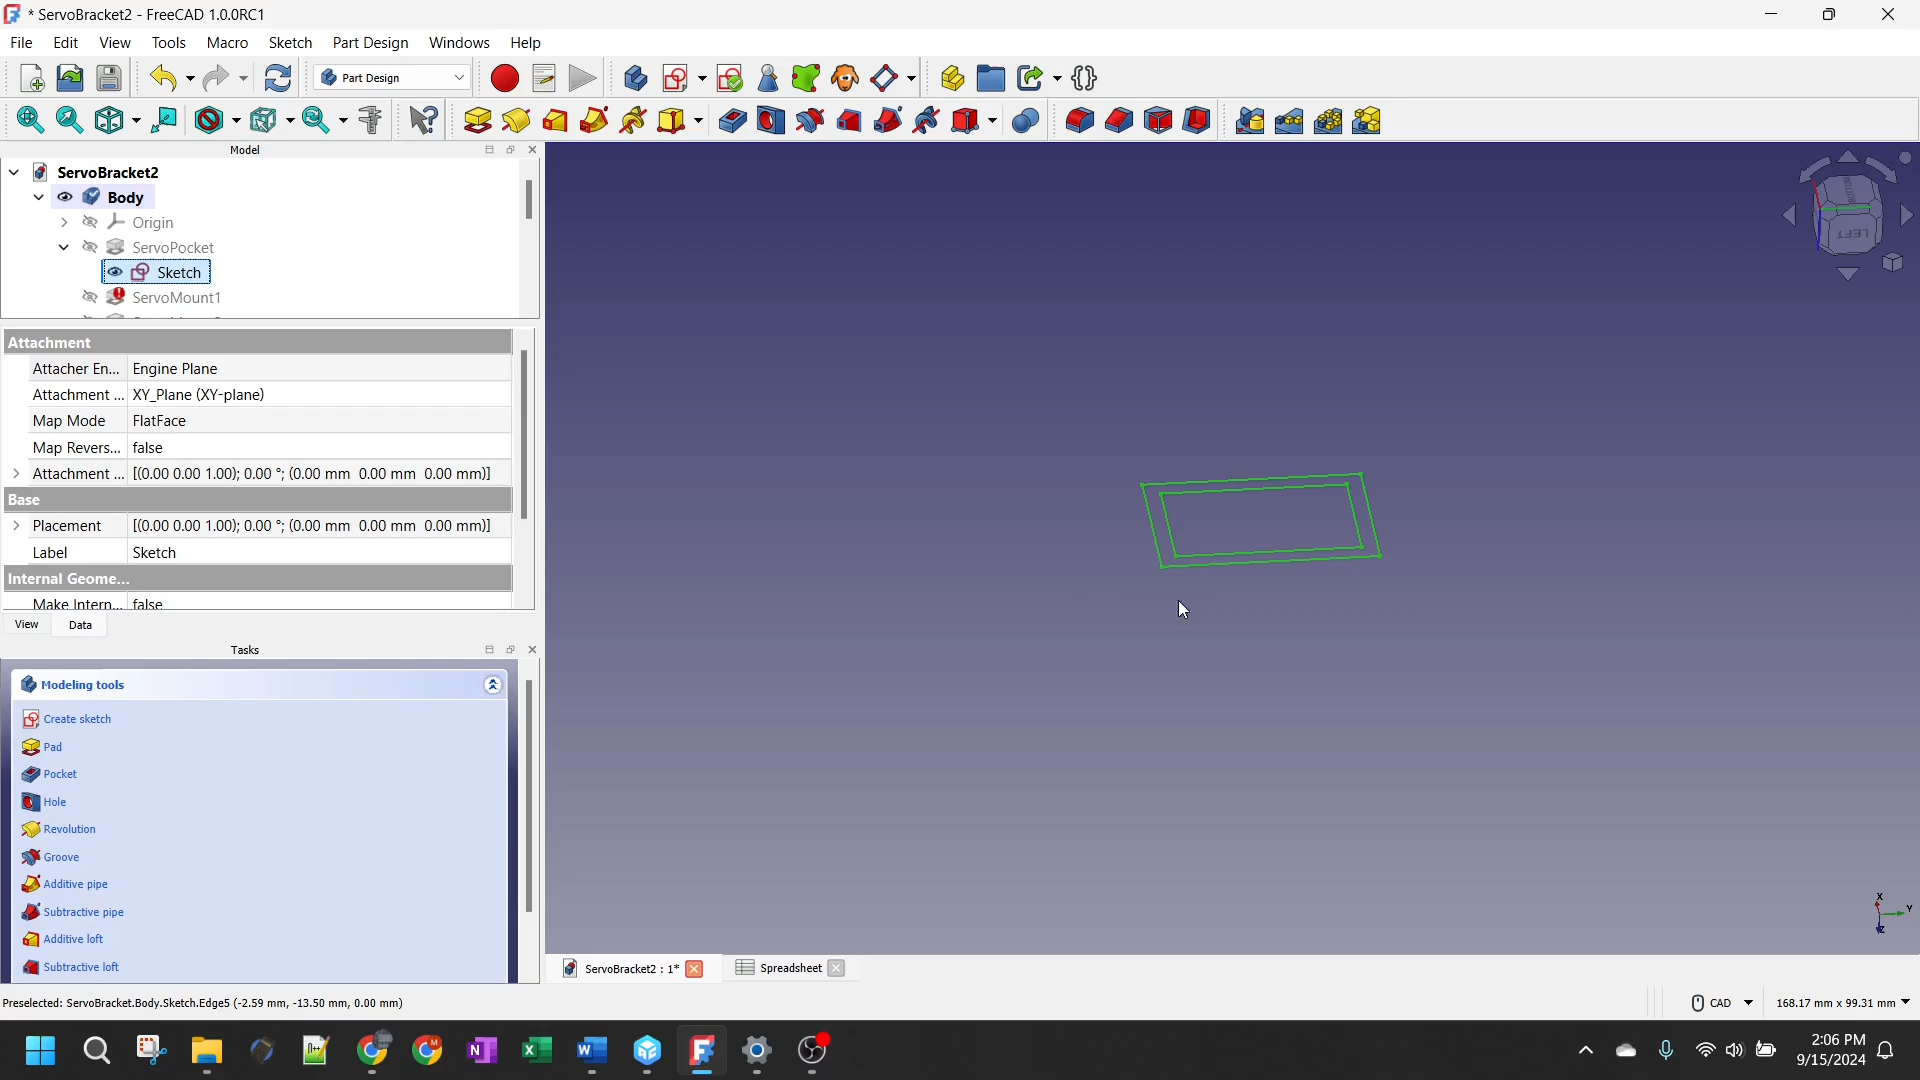 * ServoBracket2 - FreeCAD 1.0.0RC1
File Edit View Tools Macro Sketch Part Design Windows Help
Part Design
Model
ServoBracket2
Body
Origin
ServoPocket
Sketch
ServoMount1
Attachment
Attacher En... Engine Plane
Attachment ... XY_Plane (XY-plane)
Map Mode FlatFace
Map Revers... false
Attachment ... [(0.00 0.00 1.00); 0.00 °; (0.00 mm 0.00 mm 0.00 mm)]
Base
Placement [(0.00 0.00 1.00); 0.00 °; (0.00 mm 0.00 mm 0.00 mm)]
Label Sketch
Internal Geome...
Make Intern... false
View Data
Tasks
Modeling tools
Create sketch
Pad
Pocket
Hole
Revolution
Groove
Additive pipe
Subtractive pipe
Additive loft
Subtractive loft
BOTTOM
LEFT
X
Y
Z
ServoBracket2 : 1*
Spreadsheet
Preselected: ServoBracket.Body.Sketch.Edge5 (-2.59 mm, -13.50 mm, 0.00 mm)
CAD
168.17 mm x 99.31 mm
2:06 PM
9/15/2024